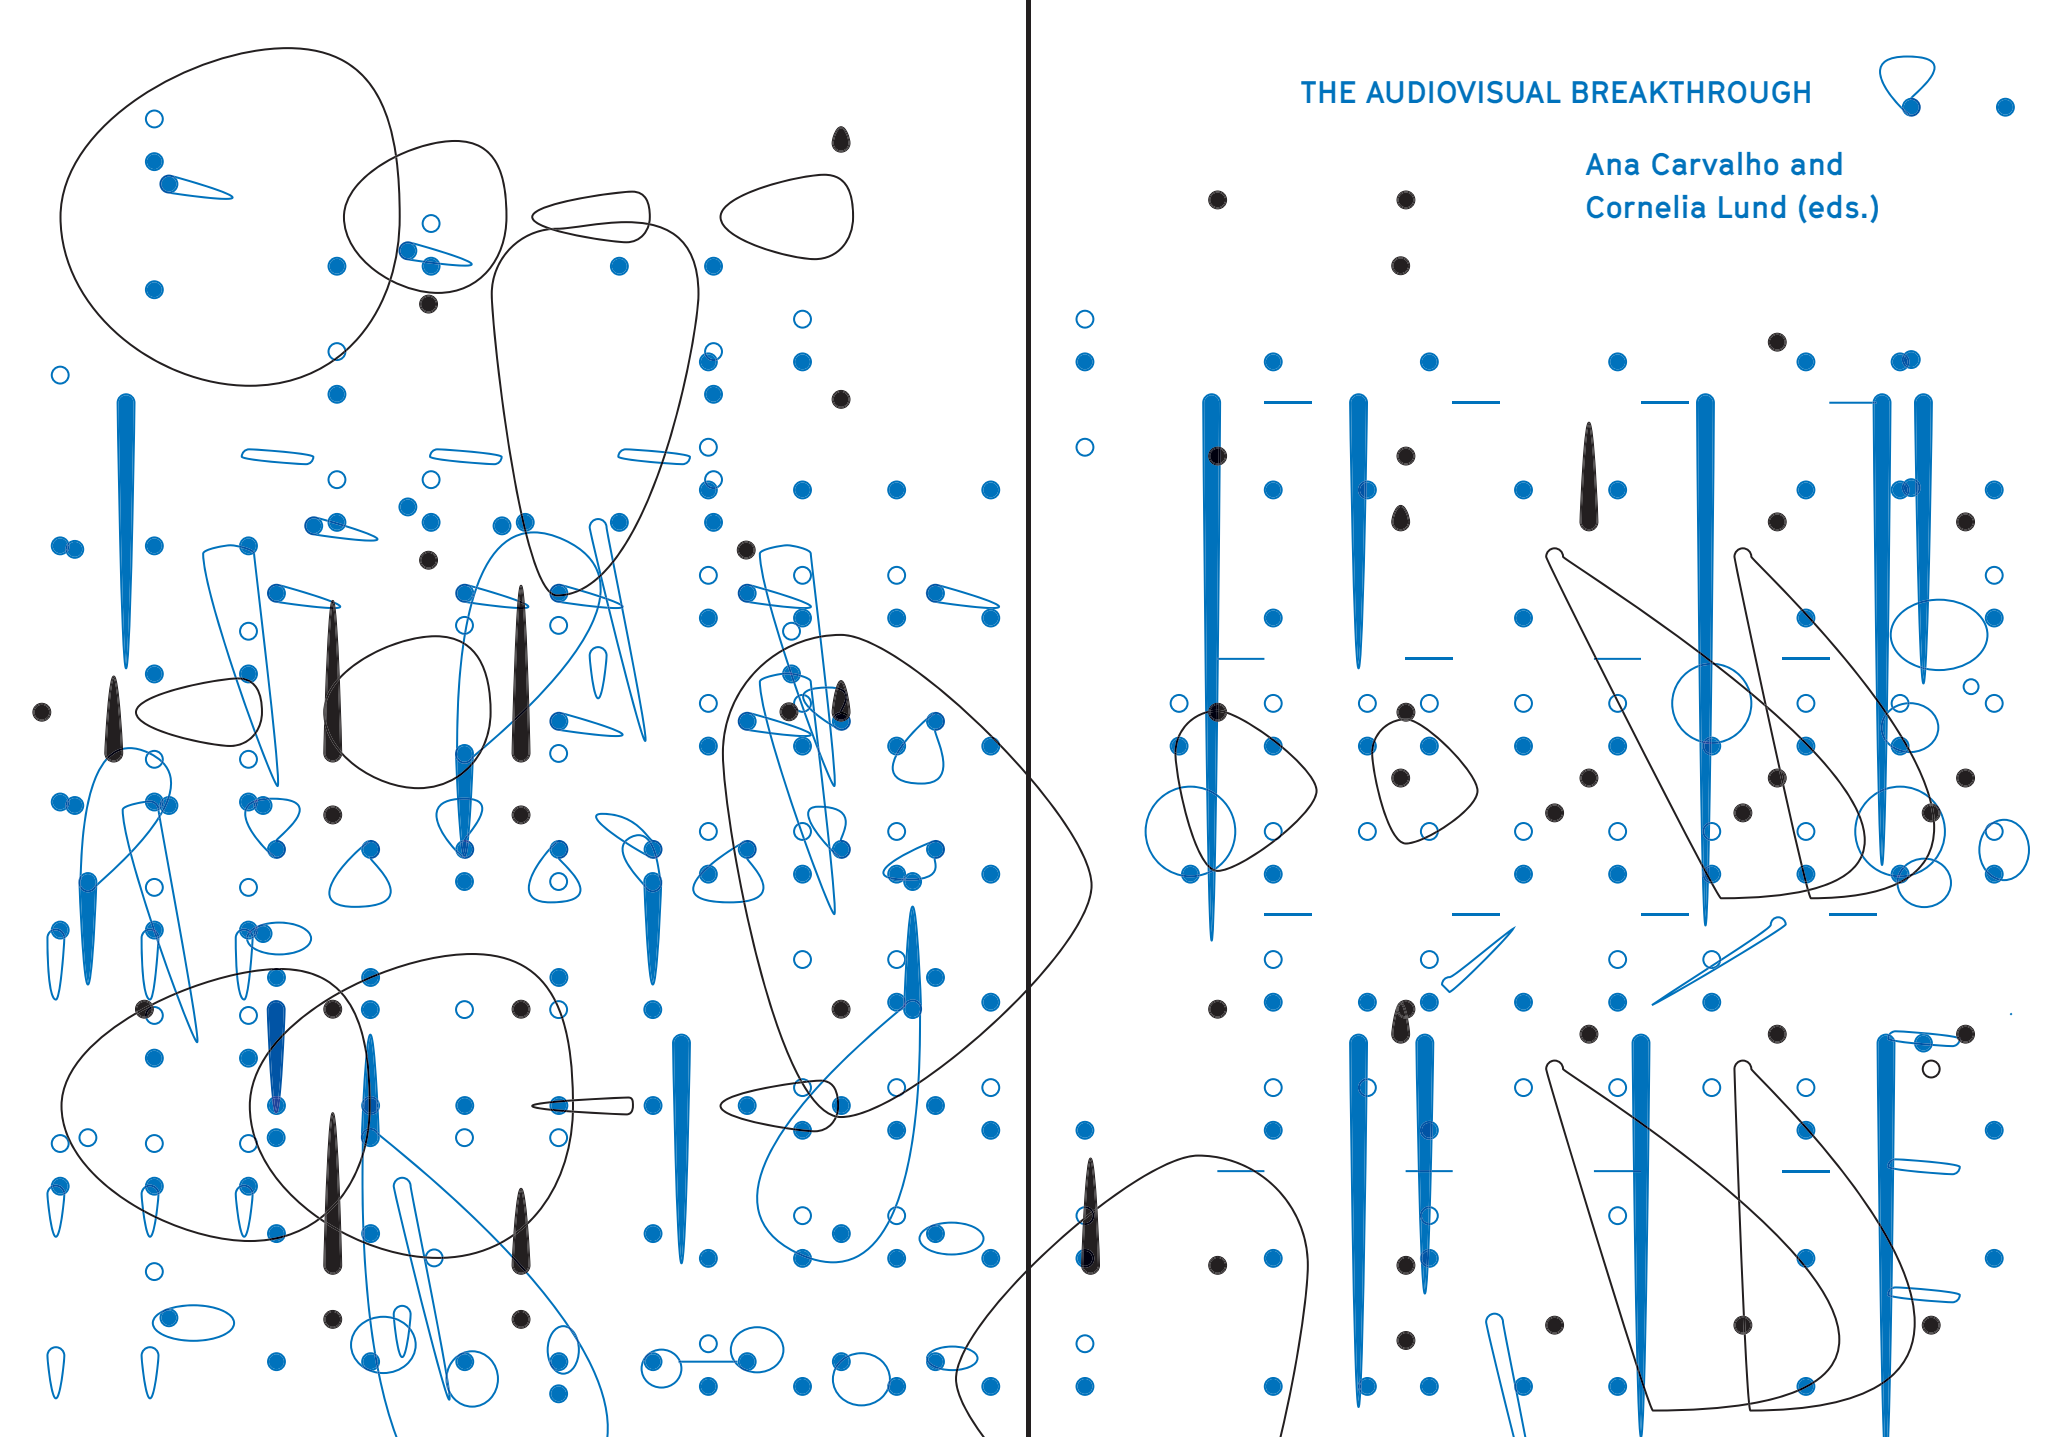 THE AUDIOVISUAL BREAKTHROUGH
Ana Carvalho and
Cornelia Lund (eds.)